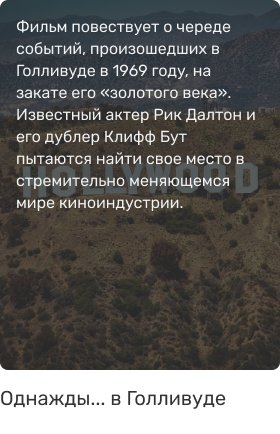 Фильм повествует о череде
событий, произошедших в
Голливуде в 1969 году, на
закате его «золотого века».
Известный актер Рик Далтон и
его дублер Клифф Бут
пытаются найти свое место в
стремительно меняющемся
мире киноиндустрии.
HOLLYWOOD
Однажды... в Голливуде